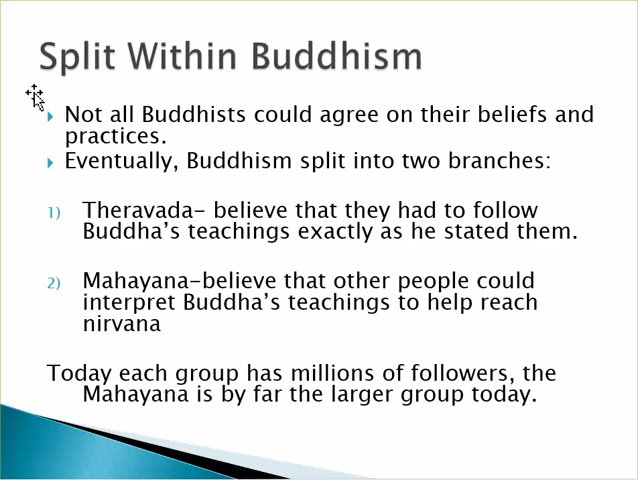 Split Within Buddhism
Not all Buddhists could agree on their beliefs and
practices.
Eventually, Buddhism split into two branches:
1) Theravada- believe that they had to follow
Buddha's teachings exactly as he stated them.
2) Mahayana-believe that other people could
interpret Buddha's teachings to help reach
nirvana
Today each group has millions of followers, the
Mahayana is by far the larger group today.